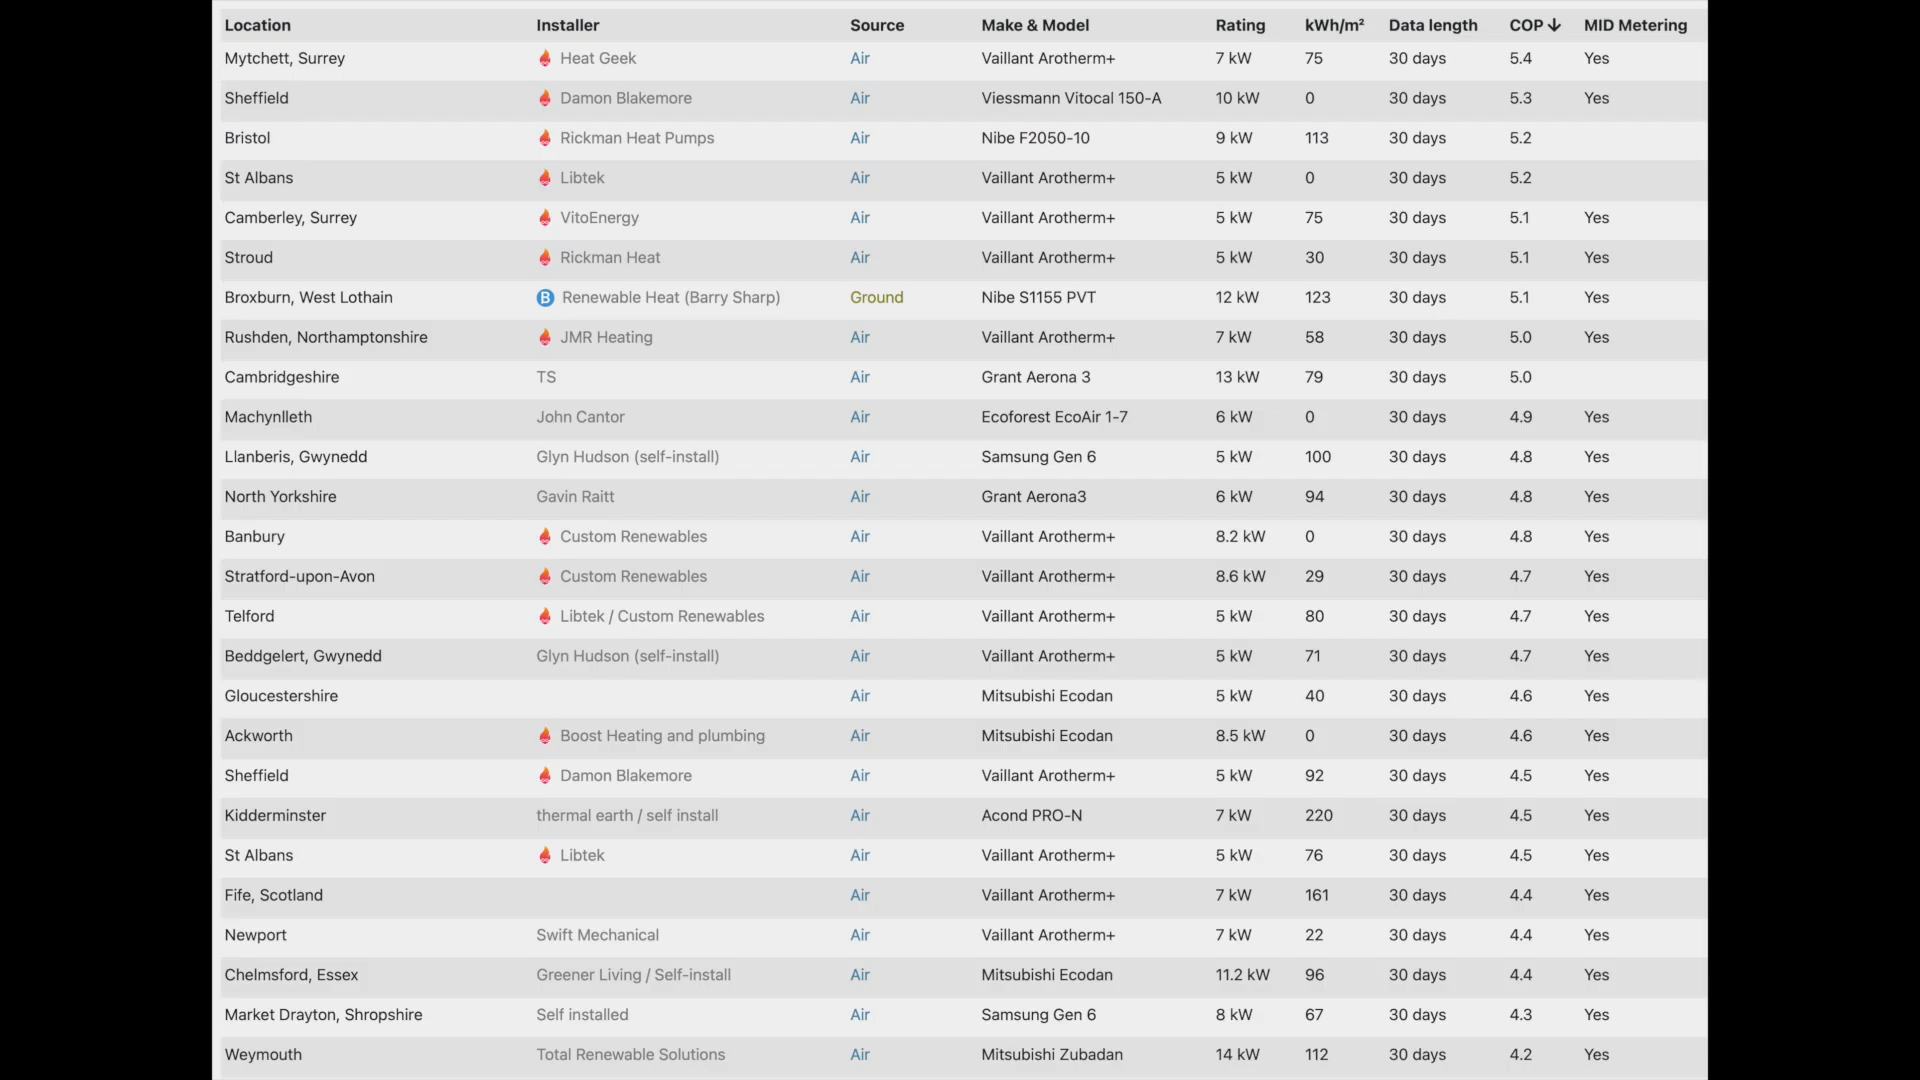 Location Installer Source Make & Model Rating kWh/m² Data length COP↓ MID Metering
Mytchett, Surrey Heat Geek Air Vaillant Arotherm+ 7 kW 75 30 days 5.4 Yes
Sheffield Damon Blakemore Air Viessmann Vitocal 150-A 10 kW 0 30 days 5.3 Yes
Bristol Rickman Heat Pumps Air Nibe F2050-10 9 kW 113 30 days 5.2
St Albans Libtek Air Vaillant Arotherm+ 5 kW 0 30 days 5.2
Camberley, Surrey VitoEnergy Air Vaillant Arotherm+ 5 kW 75 30 days 5.1 Yes
Stroud Rickman Heat Air Vaillant Arotherm+ 5 kW 30 30 days 5.1 Yes
Broxburn, West Lothain B Renewable Heat (Barry Sharp) Ground Nibe S1155 PVT 12 kW 123 30 days 5.1 Yes
Rushden, Northamptonshire JMR Heating Air Vaillant Arotherm+ 7 kW 58 30 days 5.0 Yes
Cambridgeshire TS Air Grant Aerona 3 13 kW 79 30 days 5.0
Machynlleth John Cantor Air Ecoforest EcoAir 1-7 6 kW 0 30 days 4.9 Yes
Llanberis, Gwynedd Glyn Hudson (self-install) Air Samsung Gen 6 5 kW 100 30 days 4.8 Yes
North Yorkshire Gavin Raitt Air Grant Aerona3 6 kW 94 30 days 4.8 Yes
Banbury Custom Renewables Air Vaillant Arotherm+ 8.2 kW 0 30 days 4.8 Yes
Stratford-upon-Avon Custom Renewables Air Vaillant Arotherm+ 8.6 kW 29 30 days 4.7 Yes
Telford Libtek / Custom Renewables Air Vaillant Arotherm+ 5 kW 80 30 days 4.7 Yes
Beddgelert, Gwynedd Glyn Hudson (self-install) Air Vaillant Arotherm+ 5 kW 71 30 days 4.7 Yes
Gloucestershire Air Mitsubishi Ecodan 5 kW 40 30 days 4.6 Yes
Ackworth Boost Heating and plumbing Air Mitsubishi Ecodan 8.5 kW 0 30 days 4.6 Yes
Sheffield Damon Blakemore Air Vaillant Arotherm+ 5 kW 92 30 days 4.5 Yes
Kidderminster thermal earth / self install Air Acond PRO-N 7 kW 220 30 days 4.5 Yes
St Albans Libtek Air Vaillant Arotherm+ 5 kW 76 30 days 4.5 Yes
Fife, Scotland Air Vaillant Arotherm+ 7 kW 161 30 days 4.4 Yes
Newport Swift Mechanical Air Vaillant Arotherm+ 7 kW 22 30 days 4.4 Yes
Chelmsford, Essex Greener Living / Self-install Air Mitsubishi Ecodan 11.2 kW 96 30 days 4.4 Yes
Market Drayton, Shropshire Self installed Air Samsung Gen 6 8 kW 67 30 days 4.3 Yes
Weymouth Total Renewable Solutions Air Mitsubishi Zubadan 14 kW 112 30 days 4.2 Yes